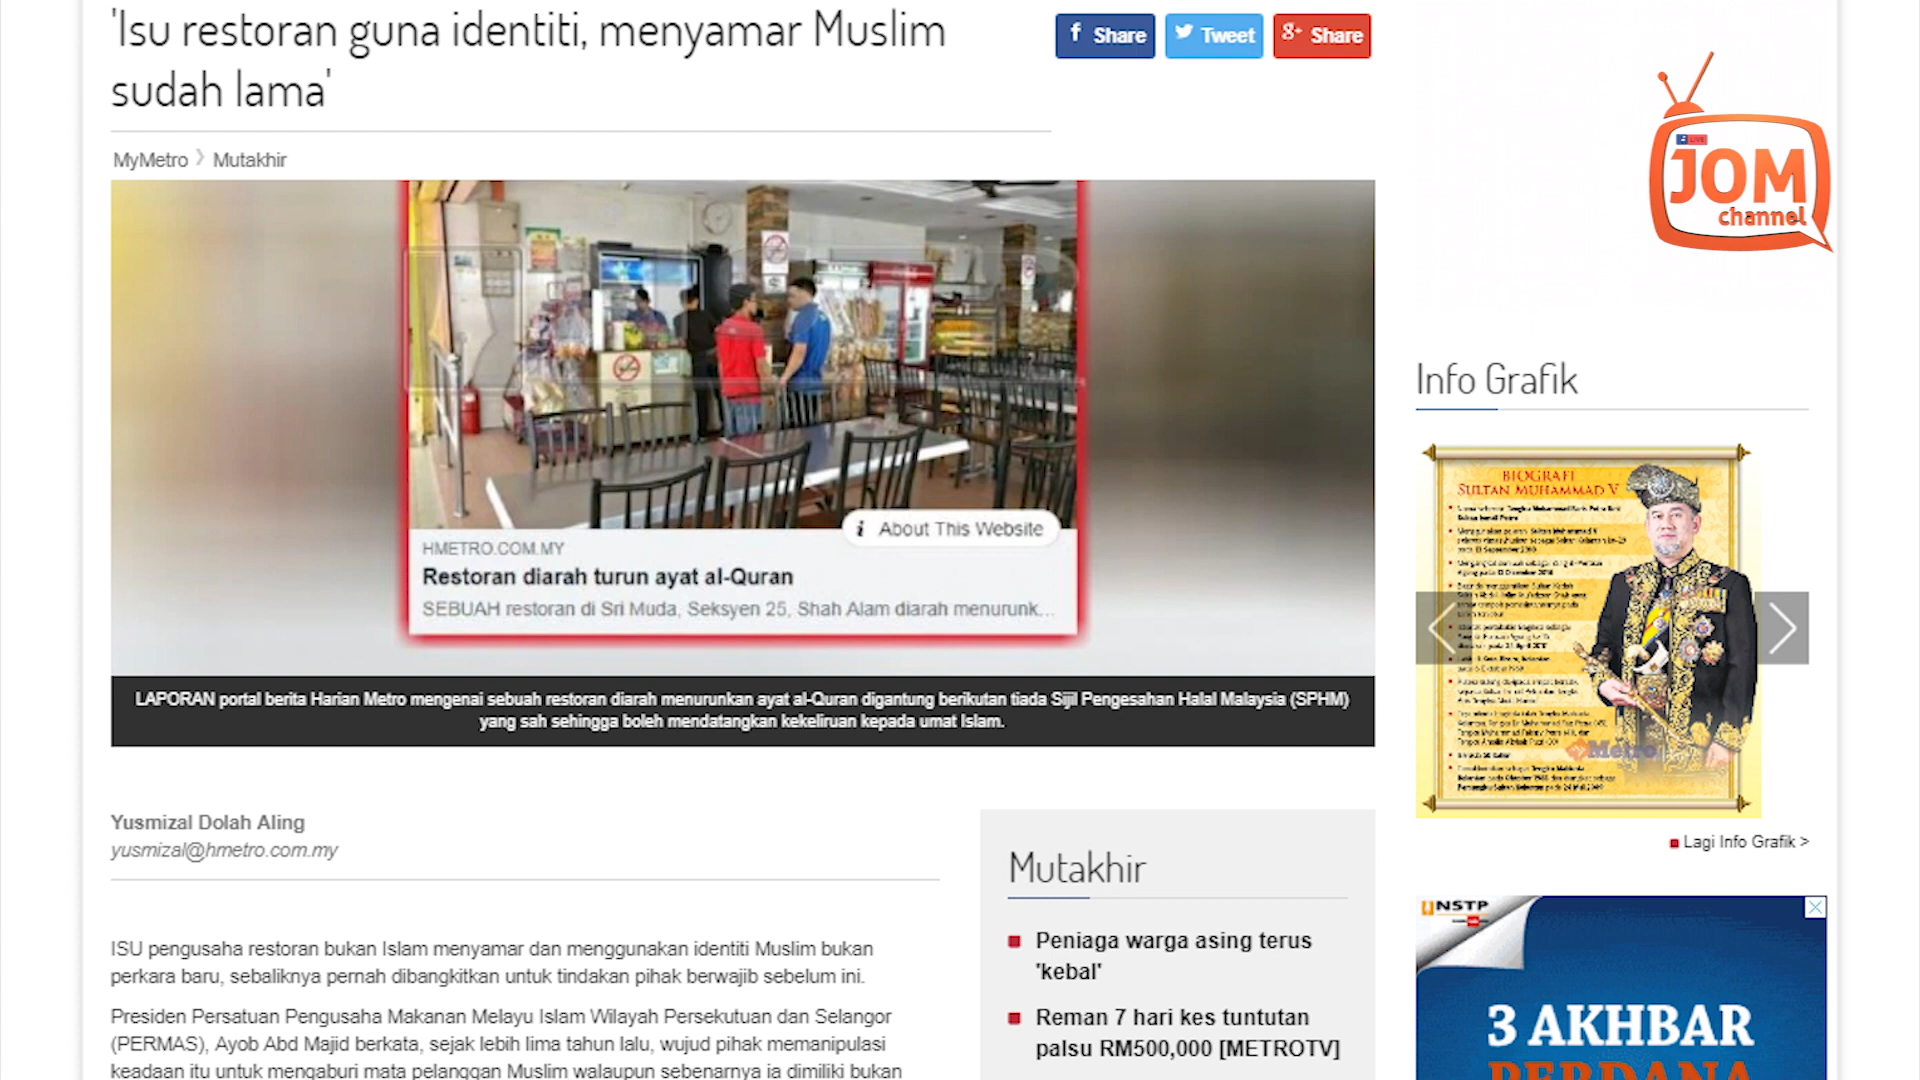 'Isu restoran guna identiti, menyamar Muslim
sudah lama'
Share
Tweet
Share
LIVE
JOM
channel
MyMetro
Mutakhir
About This Website
HMETRO.COM.MY
Restoran diarah turun ayat al-Quran
SEBUAH restoran di Sri Muda, Seksyen 25, Shah Alam diarah menurunk...
LAPORAN portal berita Harian Metro mengenai sebuah restoran diarah menurunkan ayat al-Quran digantung berikutan tiada Sijil Pengesahan Halal Malaysia (SPHM)
yang sah sehingga boleh mendatangkan kekeliruan kepada umat Islam.
Info Grafik
BIOGRAFI
SULTAN MUHAMMAD V
Metro
Lagi Info Grafik >
Yusmizal Dolah Aling
yusmizal@hmetro.com.my
ISU pengusaha restoran bukan Islam menyamar dan menggunakan identiti Muslim bukan
perkara baru, sebaliknya pernah dibangkitkan untuk tindakan pihak berwajib sebelum ini.
Presiden Persatuan Pengusaha Makanan Melayu Islam Wilayah Persekutuan dan Selangor
(PERMAS), Ayob Abd Majid berkata, sejak lebih lima tahun lalu, wujud pihak memanipulasi
keadaan itu untuk mengaburi mata pelanggan Muslim walaupun sebenarnya ia dimiliki bukan
Mutakhir
Peniaga warga asing terus
'kebal'
Reman 7 hari kes tuntutan
palsu RM500,000 [METROTV]
NSTP
3 AKHBAR
PERDANA